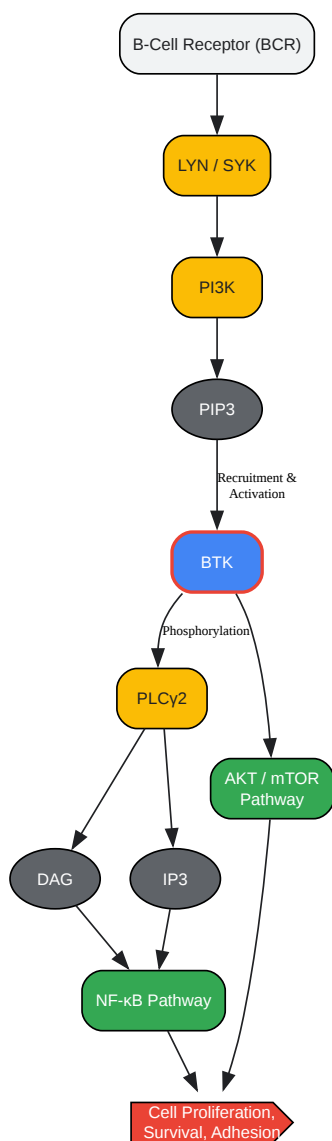 B-Cell Receptor (BCR)
LYN / SYK
PI3K
PIP3
Recruitment &
Activation
BTK
Phosphorylation
PLCγ2
AKT / mTOR
Pathway
DAG
IP3
NF-κB Pathway
Cell Proliferation,
Survival, Adhesion